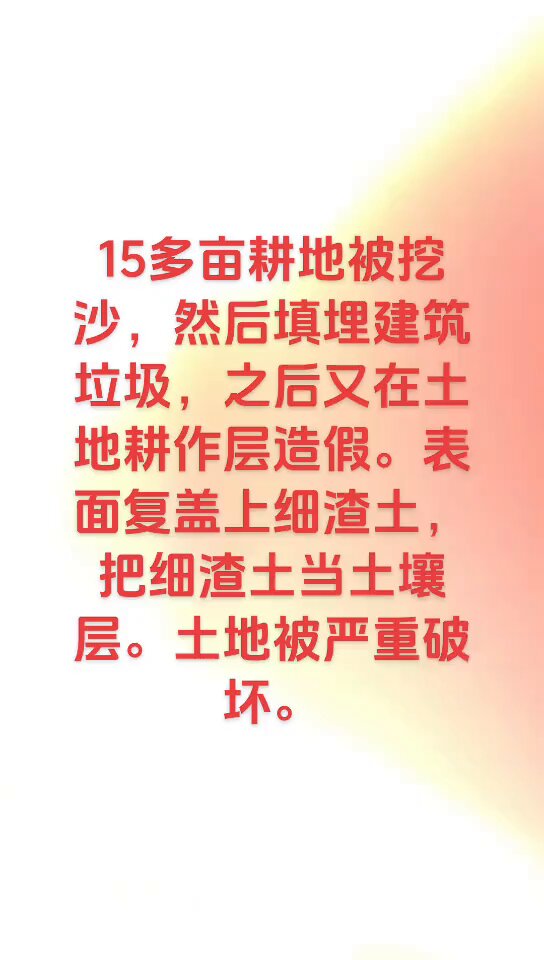 15多亩耕地被挖
沙，然后填埋建筑
垃圾，之后又在土
地耕作层造假。表
面复盖上细渣土，
把细渣土当土壤
层。土地被严重破
坏。